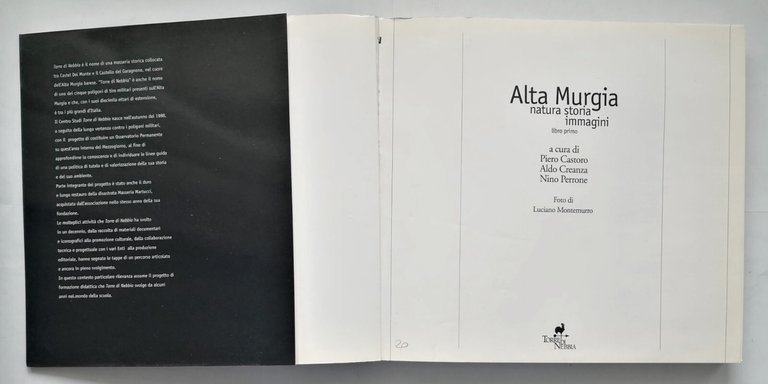 Torre di Nebbia è il nome di una masseria storica collocata
tra Castel Del Monte e il Castello del Garagnone, nel cuore
dell'Alta Murgia barese. "Torre di Nebbia" è anche il nome
di uno dei cinque poligoni di tiro militari presenti sull'Alta
Murgia e che, con i suoi diecimila ettari di estensione,
è tra i più grandi d'Italia.
Il Centro Studi Torre di Nebbia nasce nell'autunno del 1988,
a seguito della lunga vertenza contro i poligoni militari,
con il progetto di costituire un Osservatorio Permanente
su quest'area interna del Mezzogiorno, al fine di
approfondirne la conoscenza e di individuare le linee guida
di una politica di tutela e di valorizzazione della sua storia
e del suo ambiente.
Parte integrante del progetto è stato anche il duro
e lungo restauro della disastrata Masseria Martucci,
acquistata dall'associazione nello stesso anno della sua
fondazione.
Le molteplici attività che Torre di Nebbia ha svolto
in un decennio, dalla raccolta di materiali documentari
e iconografici alla promozione culturale, dalla collaborazione
tecnica e progettuale con i vari Enti alla produzione
editoriale, hanno segnato le tappe di un percorso articolato
e ancora in pieno svolgimento.
In questo contesto particolare rilevanza assume il progetto di
formazione didattica che Torre di Nebbia svolge da alcuni
anni nel mondo della scuola.
Alta Murgia
natura storia
immagini
libro primo
a cura di
Piero Castoro
Aldo Creanza
Nino Perrone
Foto di
Luciano Montemurro
TORRE DI
NEBBIA
20